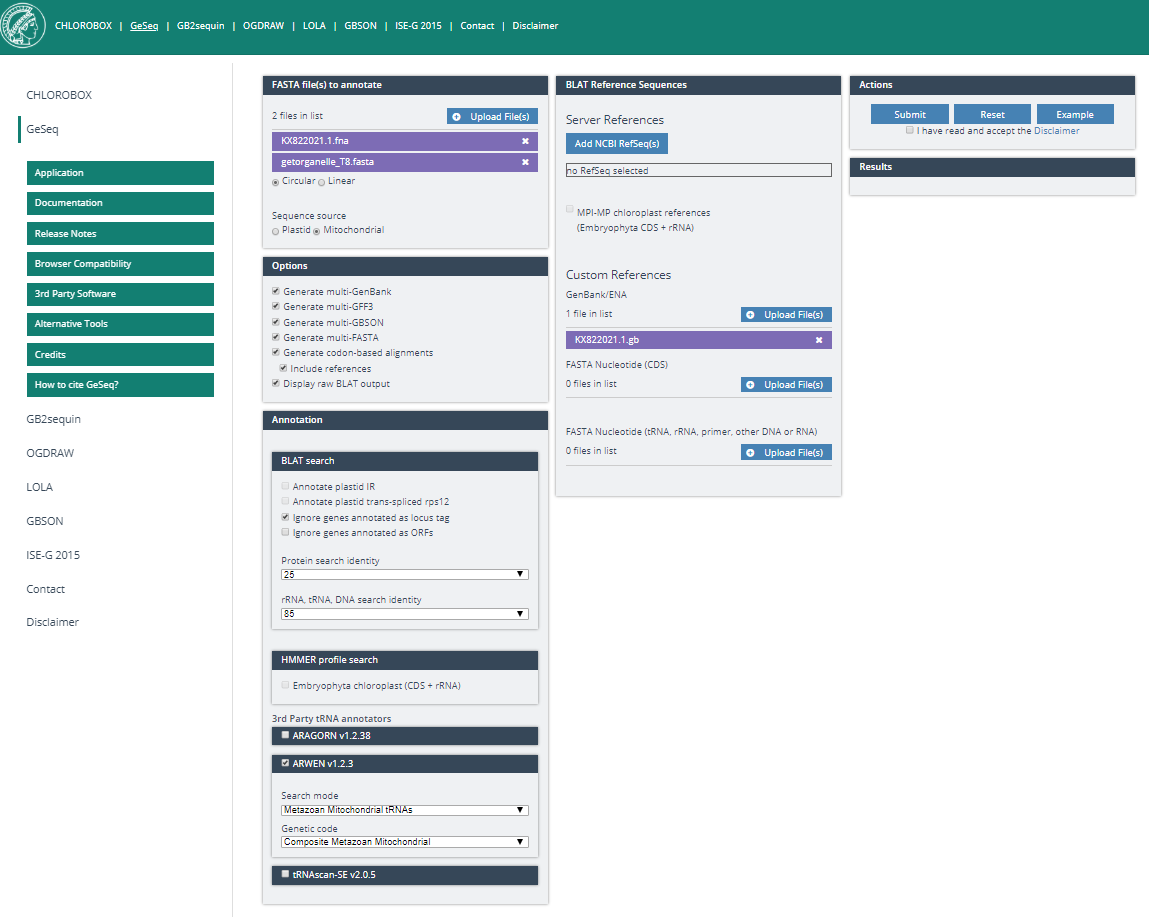 CHLOROBOX | GeSeq | GB2sequin | OGDRAW | LOLA | GBSON | ISE-G 2015 | Contact | Disclaimer
CHLOROBOX
GeSeq
Application
Documentation
Release Notes
Browser Compatibility
3rd Party Software
Alternative Tools
Credits
How to cite GeSeq?
GB2sequin
OGDRAW
LOLA
GBSON
ISE-G 2015
Contact
Disclaimer
FASTA file(s) to annotate
2 files in list
Upload File(s)
KX822021.1.fna
getorganelle_T8.fasta
Circular Linear
Sequence source
Plastid Mitochondrial
Options
Generate multi-GenBank
Generate multi-GFF3
Generate multi-GBSON
Generate multi-FASTA
Generate codon-based alignments
Include references
Display raw BLAT output
Annotation
BLAT search
Annotate plastid IR
Annotate plastid trans-spliced rps12
Ignore genes annotated as locus tag
Ignore genes annotated as ORFs
Protein search identity
25
rRNA, tRNA, DNA search identity
85
HMMER profile search
Embryophyta chloroplast (CDS + rRNA)
3rd Party tRNA annotators
ARAGORN v1.2.38
ARWEN v1.2.3
Search mode
Metazoan Mitochondrial tRNAs
Genetic code
Composite Metazoan Mitochondrial
tRNAscan-SE v2.0.5
BLAT Reference Sequences
Server References
Add NCBI RefSeq(s)
no RefSeq selected
MPI-MP chloroplast references
(Embryophyta CDS + rRNA)
Custom References
GenBank/ENA
1 file in list
Upload File(s)
KX822021.1.gb
FASTA Nucleotide (CDS)
0 files in list
Upload File(s)
FASTA Nucleotide (tRNA, rRNA, primer, other DNA or RNA)
0 files in list
Upload File(s)
Actions
Submit Reset Example
I have read and accept the Disclaimer
Results